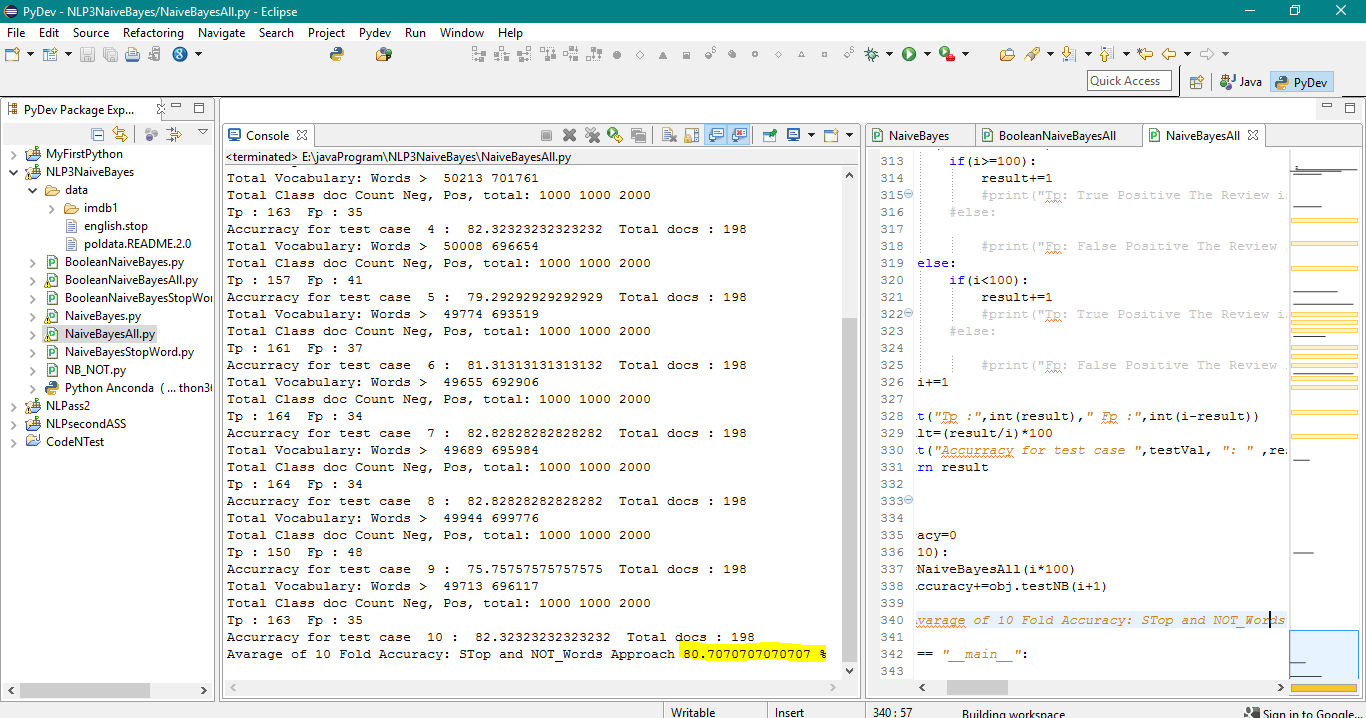 PyDev - NLP3NaiveBayes/NaiveBayesAll.py - Eclipse
File Edit Source Refactoring Navigate Search Project Pydev Run Window Help
Quick Access
Java
PyDev
PyDev Package Exp...
MyFirstPython
NLP3NaiveBayes
data
imdb1
english.stop
poldata.README.2.0
BooleanNaiveBayes.py
BooleanNaiveBayesAll.py
BooleanNaiveBayesStopWor
NaiveBayes.py
NaiveBayesAll.py
NaiveBayesStopWord.py
NB_NOT.py
Python Anconda ( ... thon36
NLPass2
NLPsecondASS
CodeNTest
Console
<terminated> E:\javaProgram\NLP3NaiveBayes\NaiveBayesAll.py
Total Vocabulary: Words > 50213 701761
Total Class doc Count Neg, Pos, total: 1000 1000 2000
Tp : 163 Fp : 35
Accurracy for test case 4 : 82.32323232323232 Total docs : 198
Total Vocabulary: Words > 50008 696654
Total Class doc Count Neg, Pos, total: 1000 1000 2000
Tp : 157 Fp : 41
Accurracy for test case 5 : 79.29292929292929 Total docs : 198
Total Vocabulary: Words > 49774 693519
Total Class doc Count Neg, Pos, total: 1000 1000 2000
Tp : 161 Fp : 37
Accurracy for test case 6 : 81.31313131313132 Total docs : 198
Total Vocabulary: Words > 49655 692906
Total Class doc Count Neg, Pos, total: 1000 1000 2000
Tp : 164 Fp : 34
Accurracy for test case 7 : 82.82828282828282 Total docs : 198
Total Vocabulary: Words > 49689 695984
Total Class doc Count Neg, Pos, total: 1000 1000 2000
Tp : 164 Fp : 34
Accurracy for test case 8 : 82.82828282828282 Total docs : 198
Total Vocabulary: Words > 49944 699776
Total Class doc Count Neg, Pos, total: 1000 1000 2000
Tp : 150 Fp : 48
Accurracy for test case 9 : 75.75757575757575 Total docs : 198
Total Vocabulary: Words > 49713 696117
Total Class doc Count Neg, Pos, total: 1000 1000 2000
Tp : 163 Fp : 35
Accurracy for test case 10 : 82.32323232323232 Total docs : 198
Avarage of 10 Fold Accuracy: STop and NOT_Words Approach 80.7070707070707 %
NaiveBayes
BooleanNaiveBayesAll
NaiveBayesAll
313 if(i>=100):
314 result+=1
315 #print("Tp: True Positive The Review i
316 #else:
317
318 #print("Fp: False Positive The Review
319 else:
320 if(i<100):
321 result+=1
322 #print("Tp: True Positive The Review i
323 #else:
324
325 #print("Fp: False Positive The Review
326 i+=1
327
328 t("Tp :",int(result)," Fp :",int(i-result))
329 lt=(result/i)*100
330 t("Accurracy for test case ",testVal, ": " ,re
331 rn result
332
333
334
335 acy=0
336 10):
337 NaiveBayesAll(i*100)
338 ccuracy+=obj.testNB(i+1)
339
340 varage of 10 Fold Accuracy: STop and NOT_Words
341
342 == "__main__":
343
Writable
Insert
340 : 57
Building workspace
Sign in to Google...